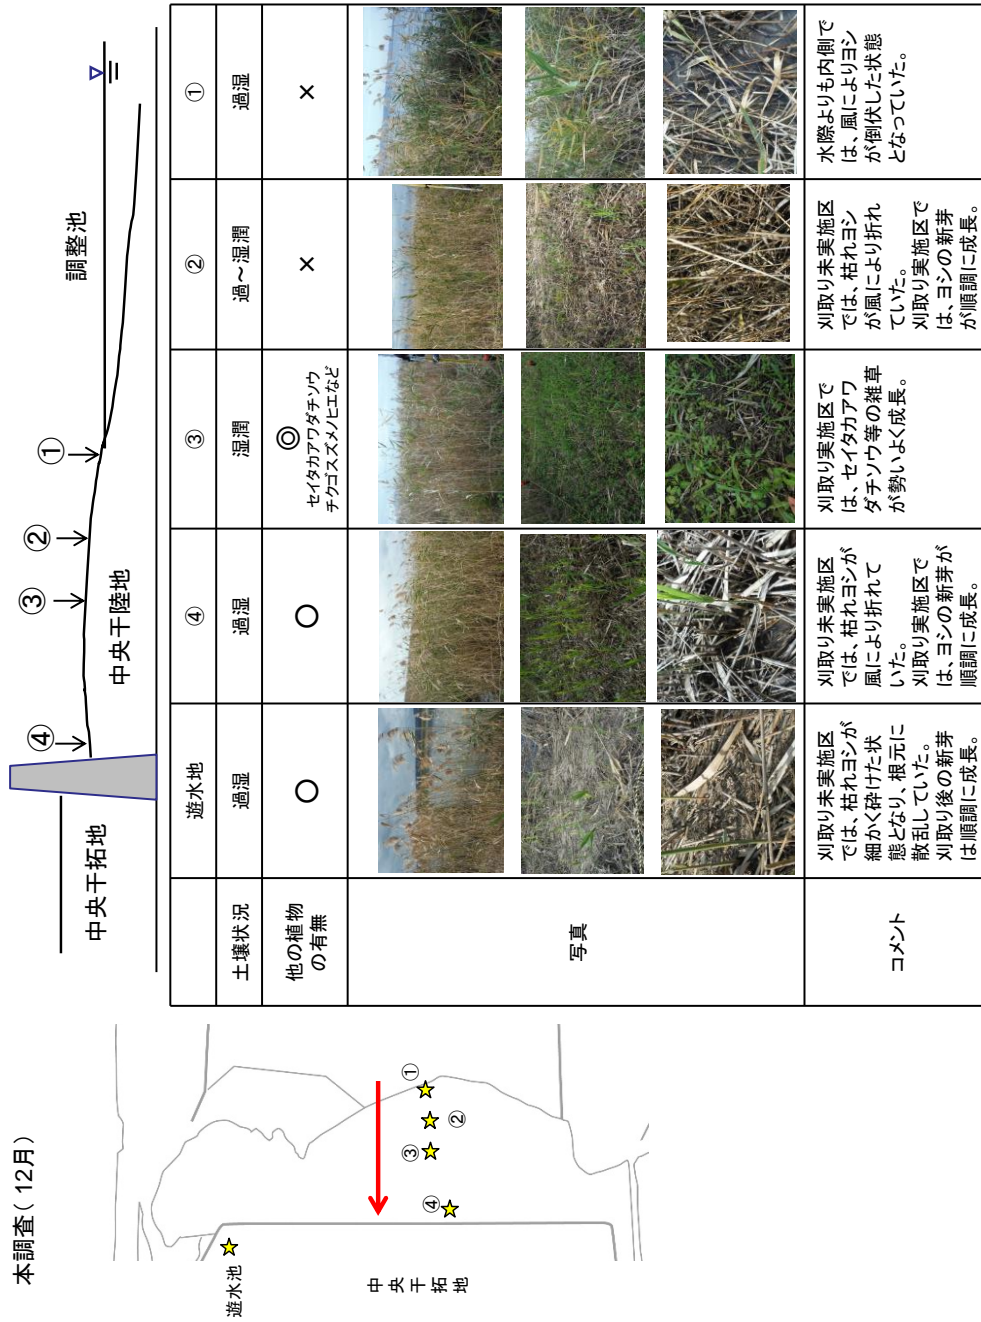 本調査（12月）
遊水池
中央干拓地
①
②
③
④
中央干拓地
④
③
②
①
中央干陸地
調整池
遊水地
④
③
②
①
土壌状況
過湿
過湿
湿潤
過～湿潤
過湿
他の植物
の有無
○
○
◎
セイタカアワダチソウ
チクゴスズメノヒエなど
×
×
写真
コメント
刈取り未実施区
では、枯れヨシが
細かく砕けた状
態となり、根元に
散乱していた。
刈取り後の新芽
は順調に成長。
刈取り未実施区
では、枯れヨシが
風により折れて
いた。
刈取り実施区で
は、ヨシの新芽が
順調に成長。
刈取り実施区で
は、セイタカアワ
ダチソウ等の雑草
が勢いよく成長。
刈取り未実施区
では、枯れヨシ
が風により折れ
ていた。
刈取り実施区で
は、ヨシの新芽
が順調に成長。
水際よりも内側で
は、風によりヨシ
が倒伏した状態
となっていた。